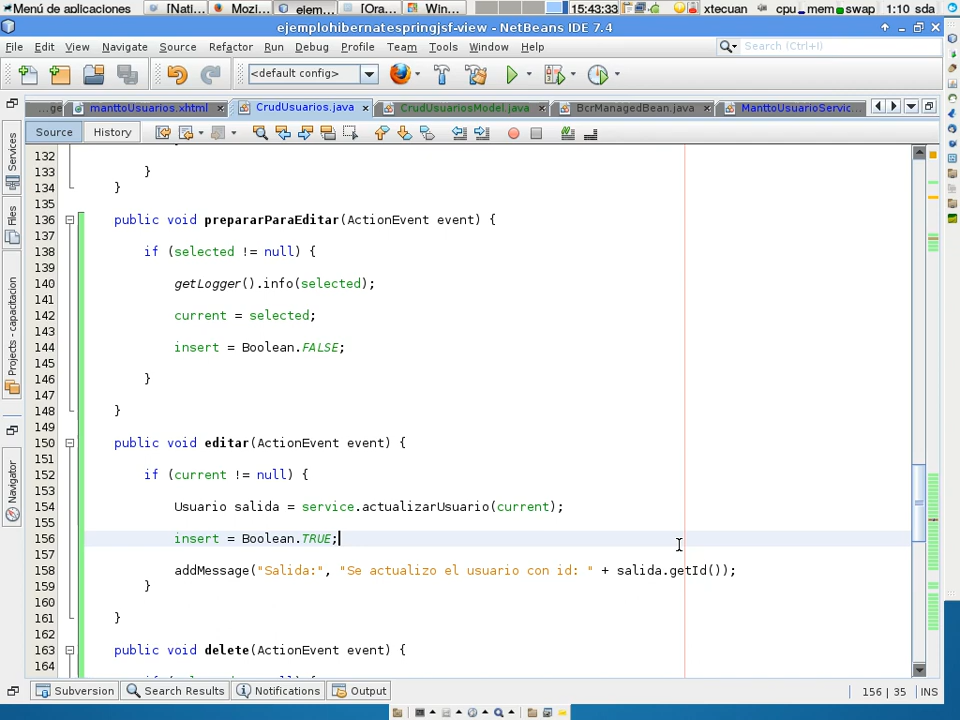 Menú de aplicaciones [Nati... Mozi... ejem... [Ora... Win... 15:43:33 xtecuan cpu mem swap 1:10 sda
ejemplohibernatespringjsf-view - NetBeans IDE 7.4
File Edit View Navigate Source Refactor Run Debug Profile Team Tools Window Help Search (Ctrl+I)
<default config>
...ge manttoUsuarios.xhtml CrudUsuarios.java CrudUsuariosModel.java BcrManagedBean.java ManttoUsuarioServic...
Source History
Services
Files
Projects - capacitacion
Navigator
132
133 }
134 }
135
136 public void prepararParaEditar(ActionEvent event) {
137
138 if (selected != null) {
139
140 getLogger().info(selected);
141
142 current = selected;
143
144 insert = Boolean.FALSE;
145
146 }
147
148 }
149
150 public void editar(ActionEvent event) {
151
152 if (current != null) {
153
154 Usuario salida = service.actualizarUsuario(current);
155
156 insert = Boolean.TRUE;
157
158 addMessage("Salida:", "Se actualizo el usuario con id: " + salida.getId());
159 }
160
161 }
162
163 public void delete(ActionEvent event) {
164
Subversion Search Results Notifications Output 156 | 35 INS